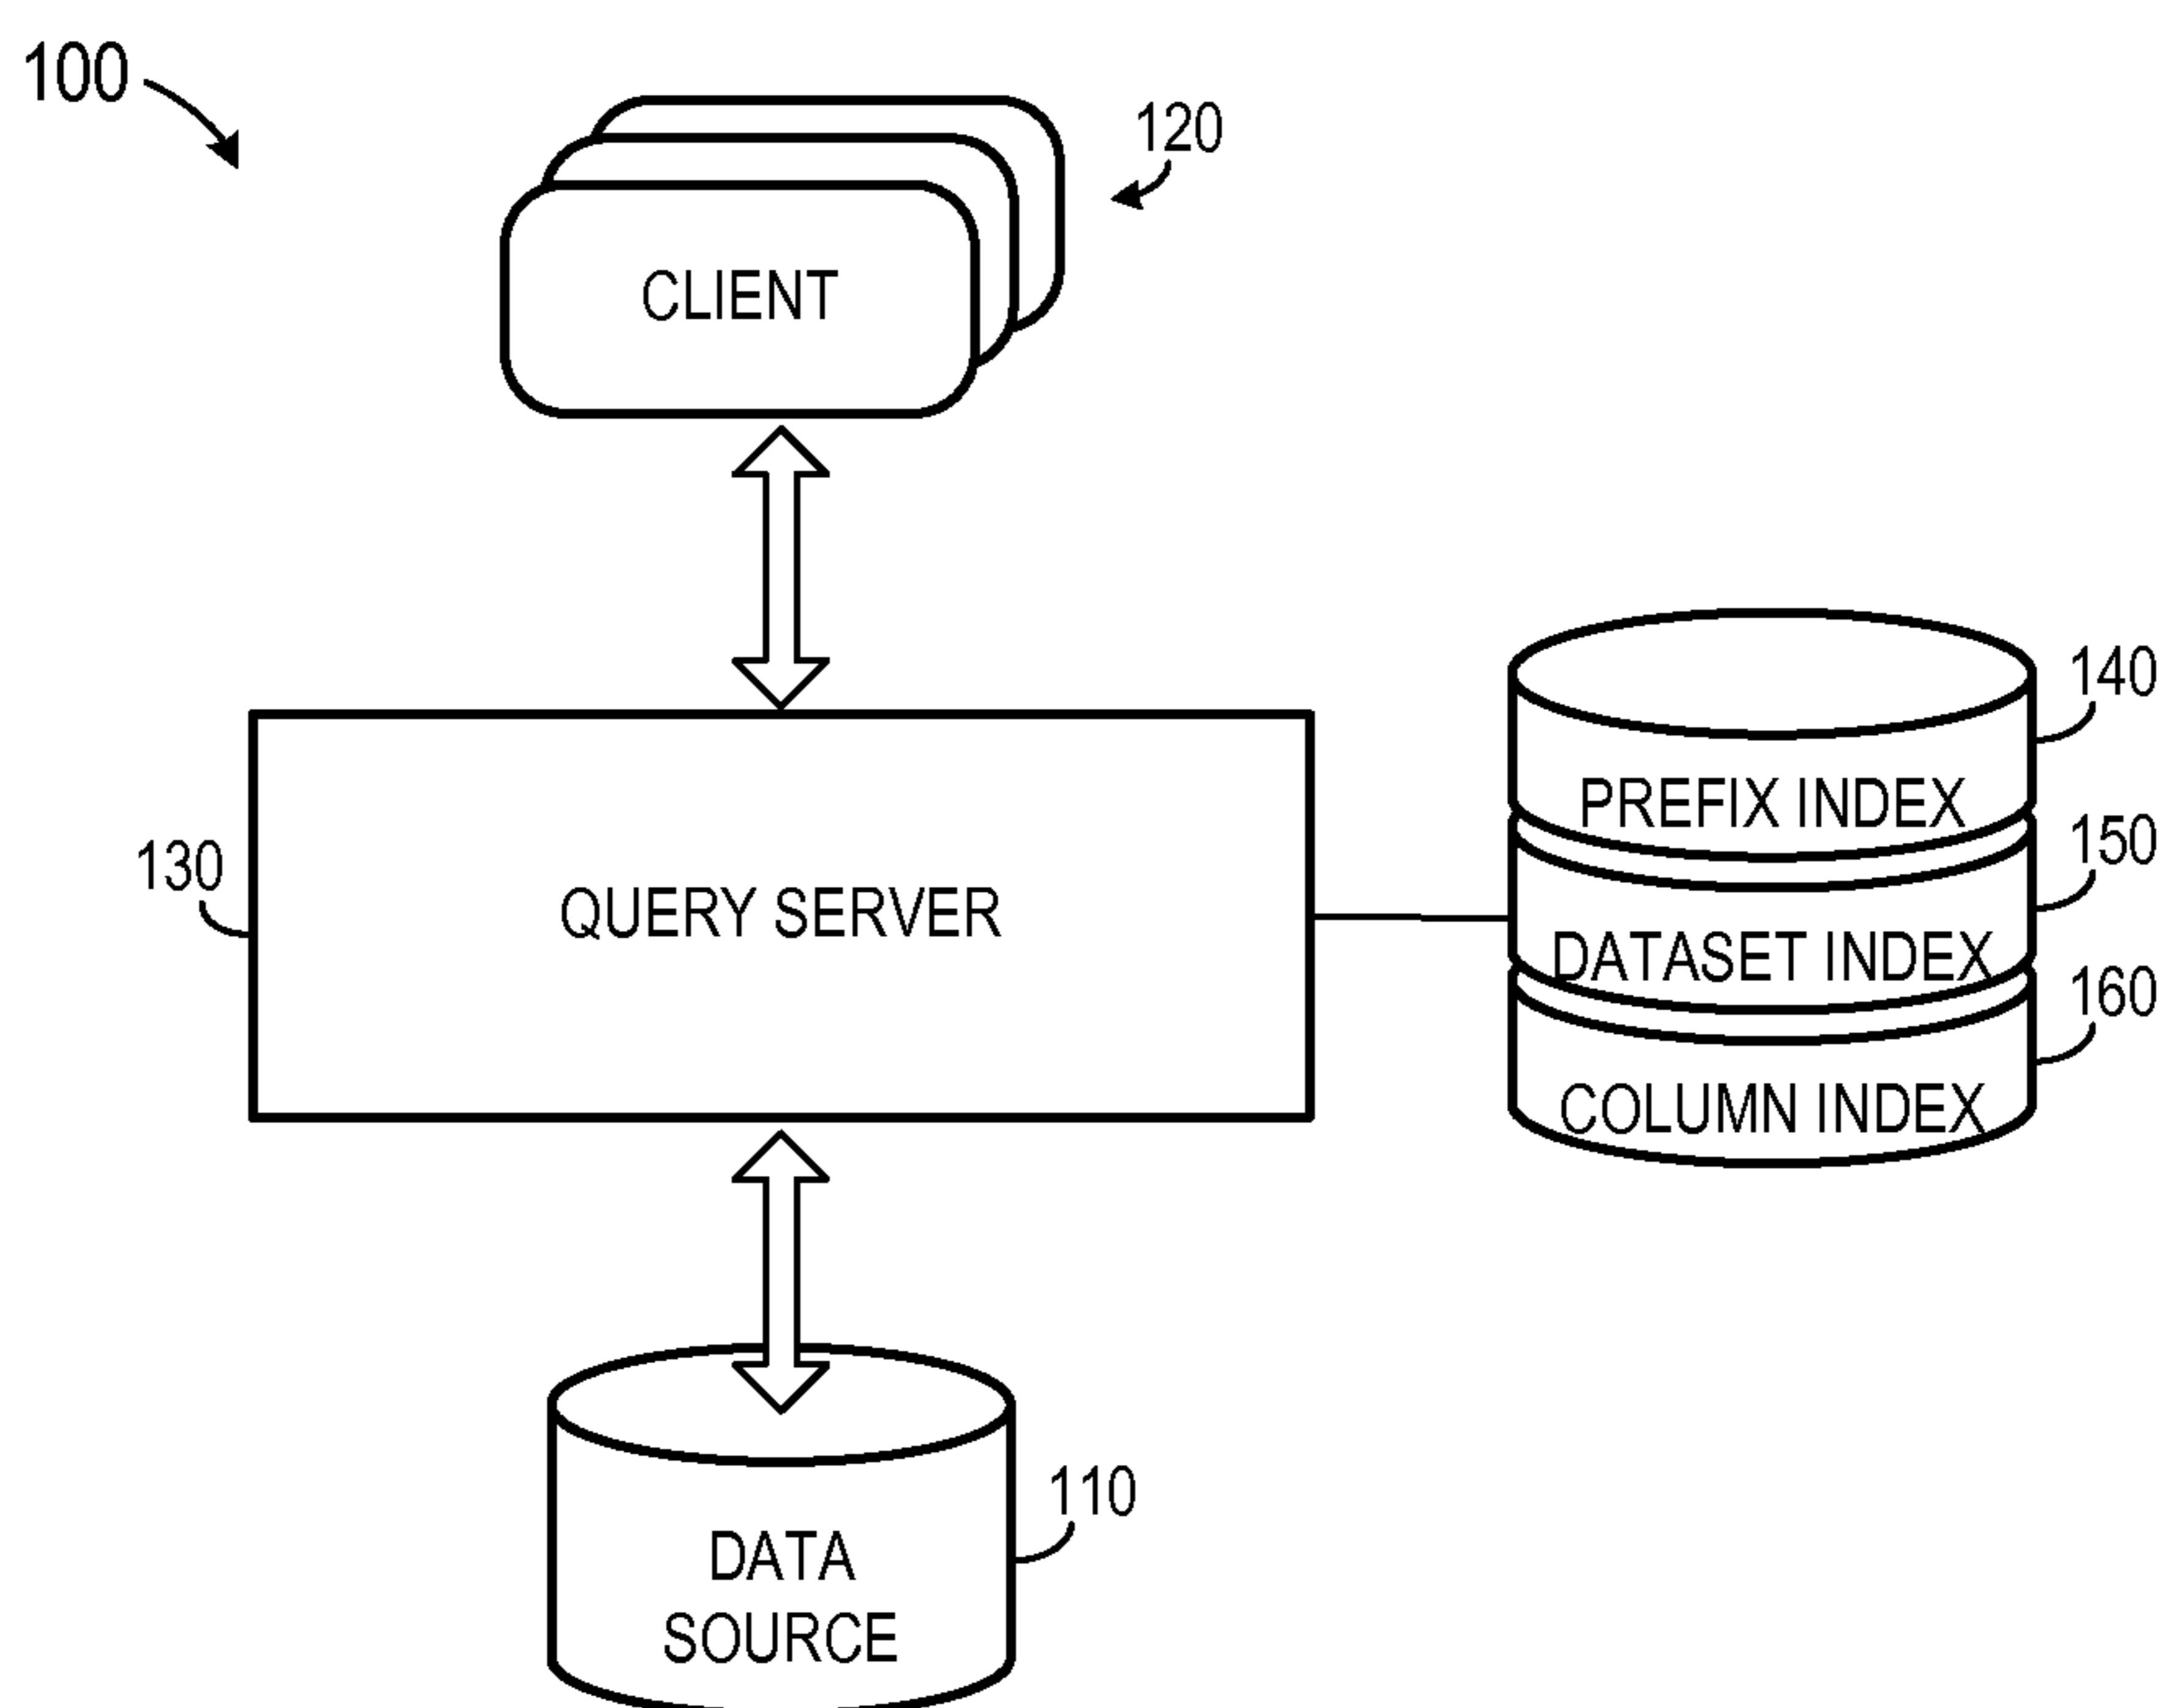 100
120
CLIENT
140
PREFIX INDEX
130
150
QUERY SERVER
DATASET INDEX
160
COLUMN INDEX
110
DATA
SOURCE